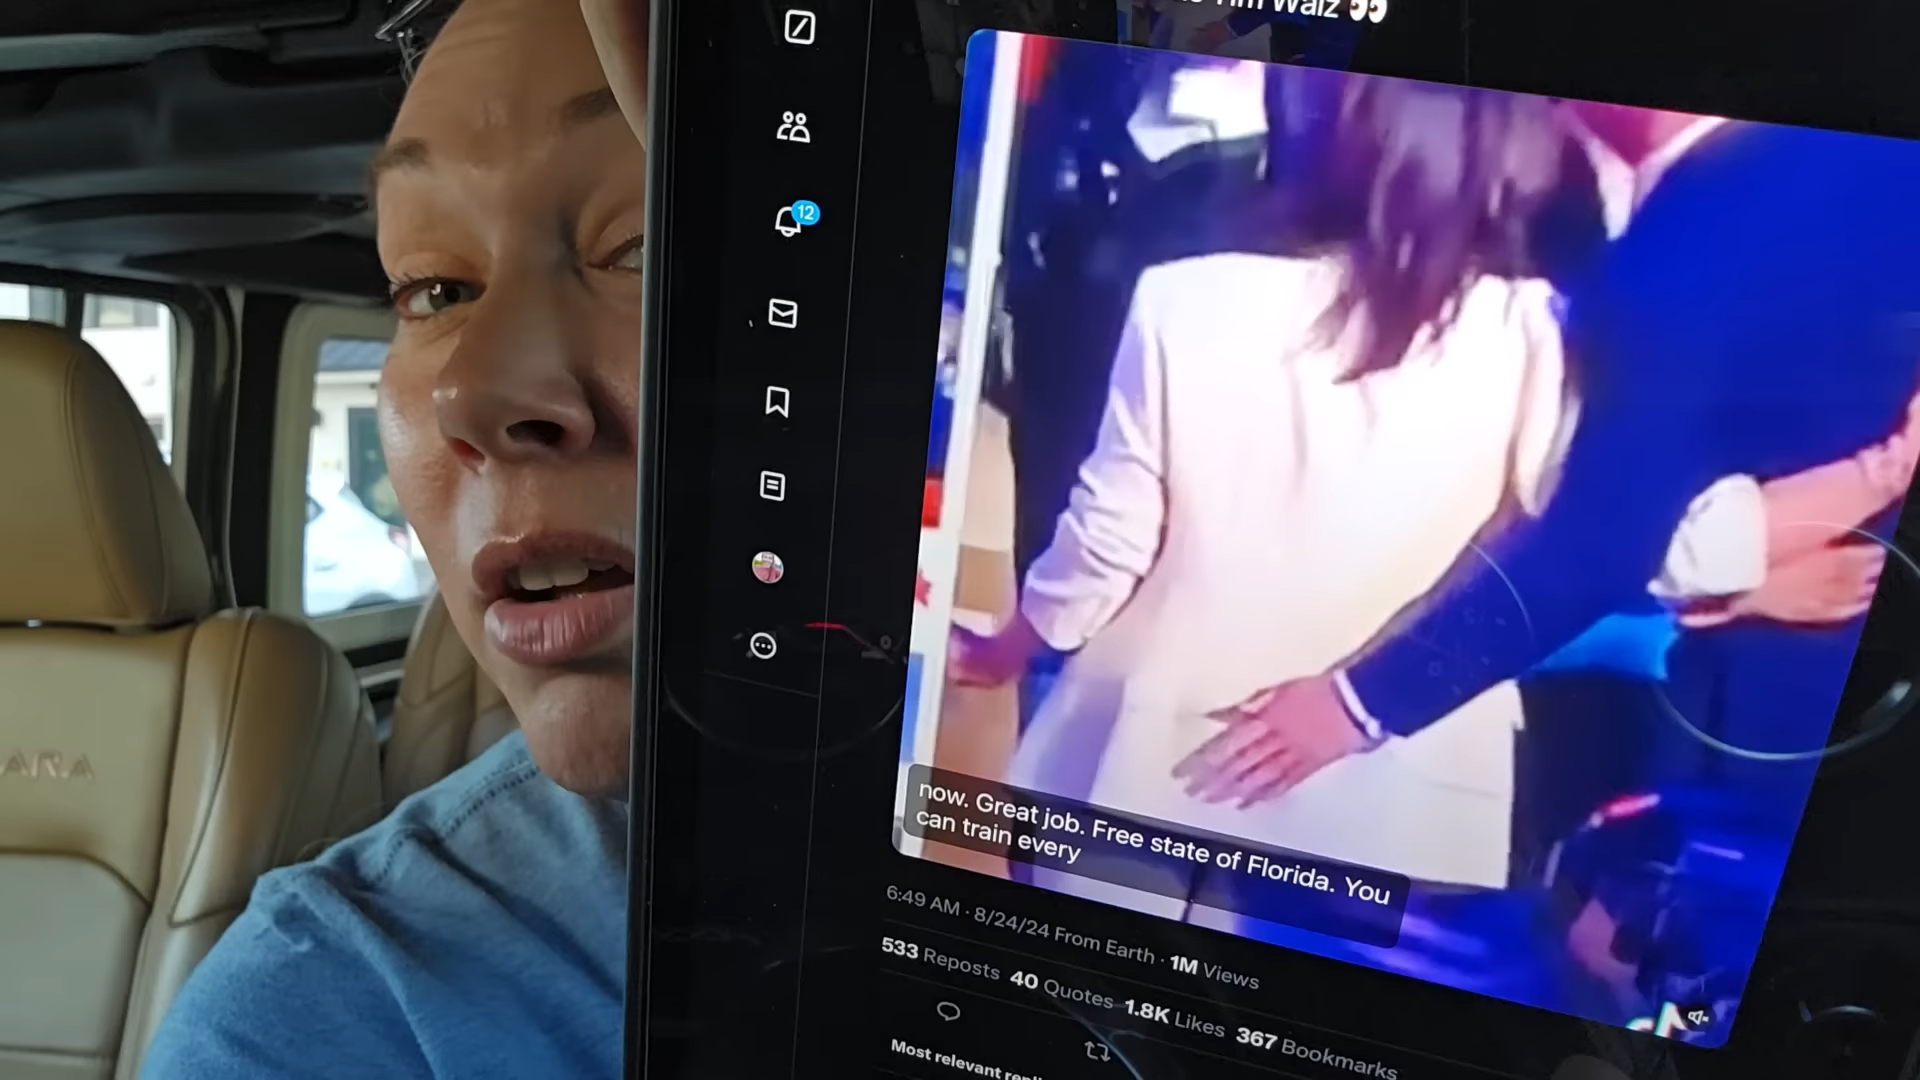 Tim Walz 👀
12
now. Great job. Free state of Florida. You
can train every
6:49 AM · 8/24/24 From Earth · 1M Views
533 Reposts 40 Quotes 1.8K Likes 367 Bookmarks
Most relevant
ARA